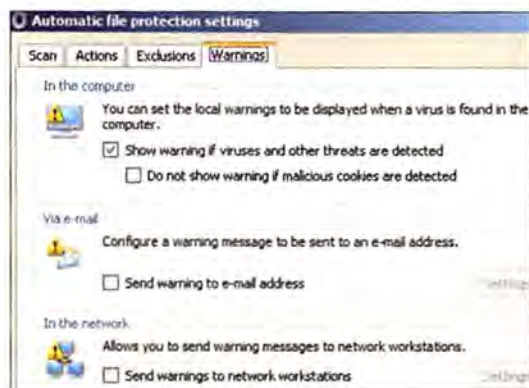 Automatic file protection settings
Scan Actions Exclusions Warnings
In the computer
You can set the local warnings to be displayed when a virus is found in the
computer.
Show warning if viruses and other threats are detected
Do not show warning if malicious cookies are detected
Via e-mail
Configure a warning message to be sent to an e-mail address.
Send warning to e-mail address
In the network
Allows you to send warning messages to network workstations.
Send warnings to network workstations